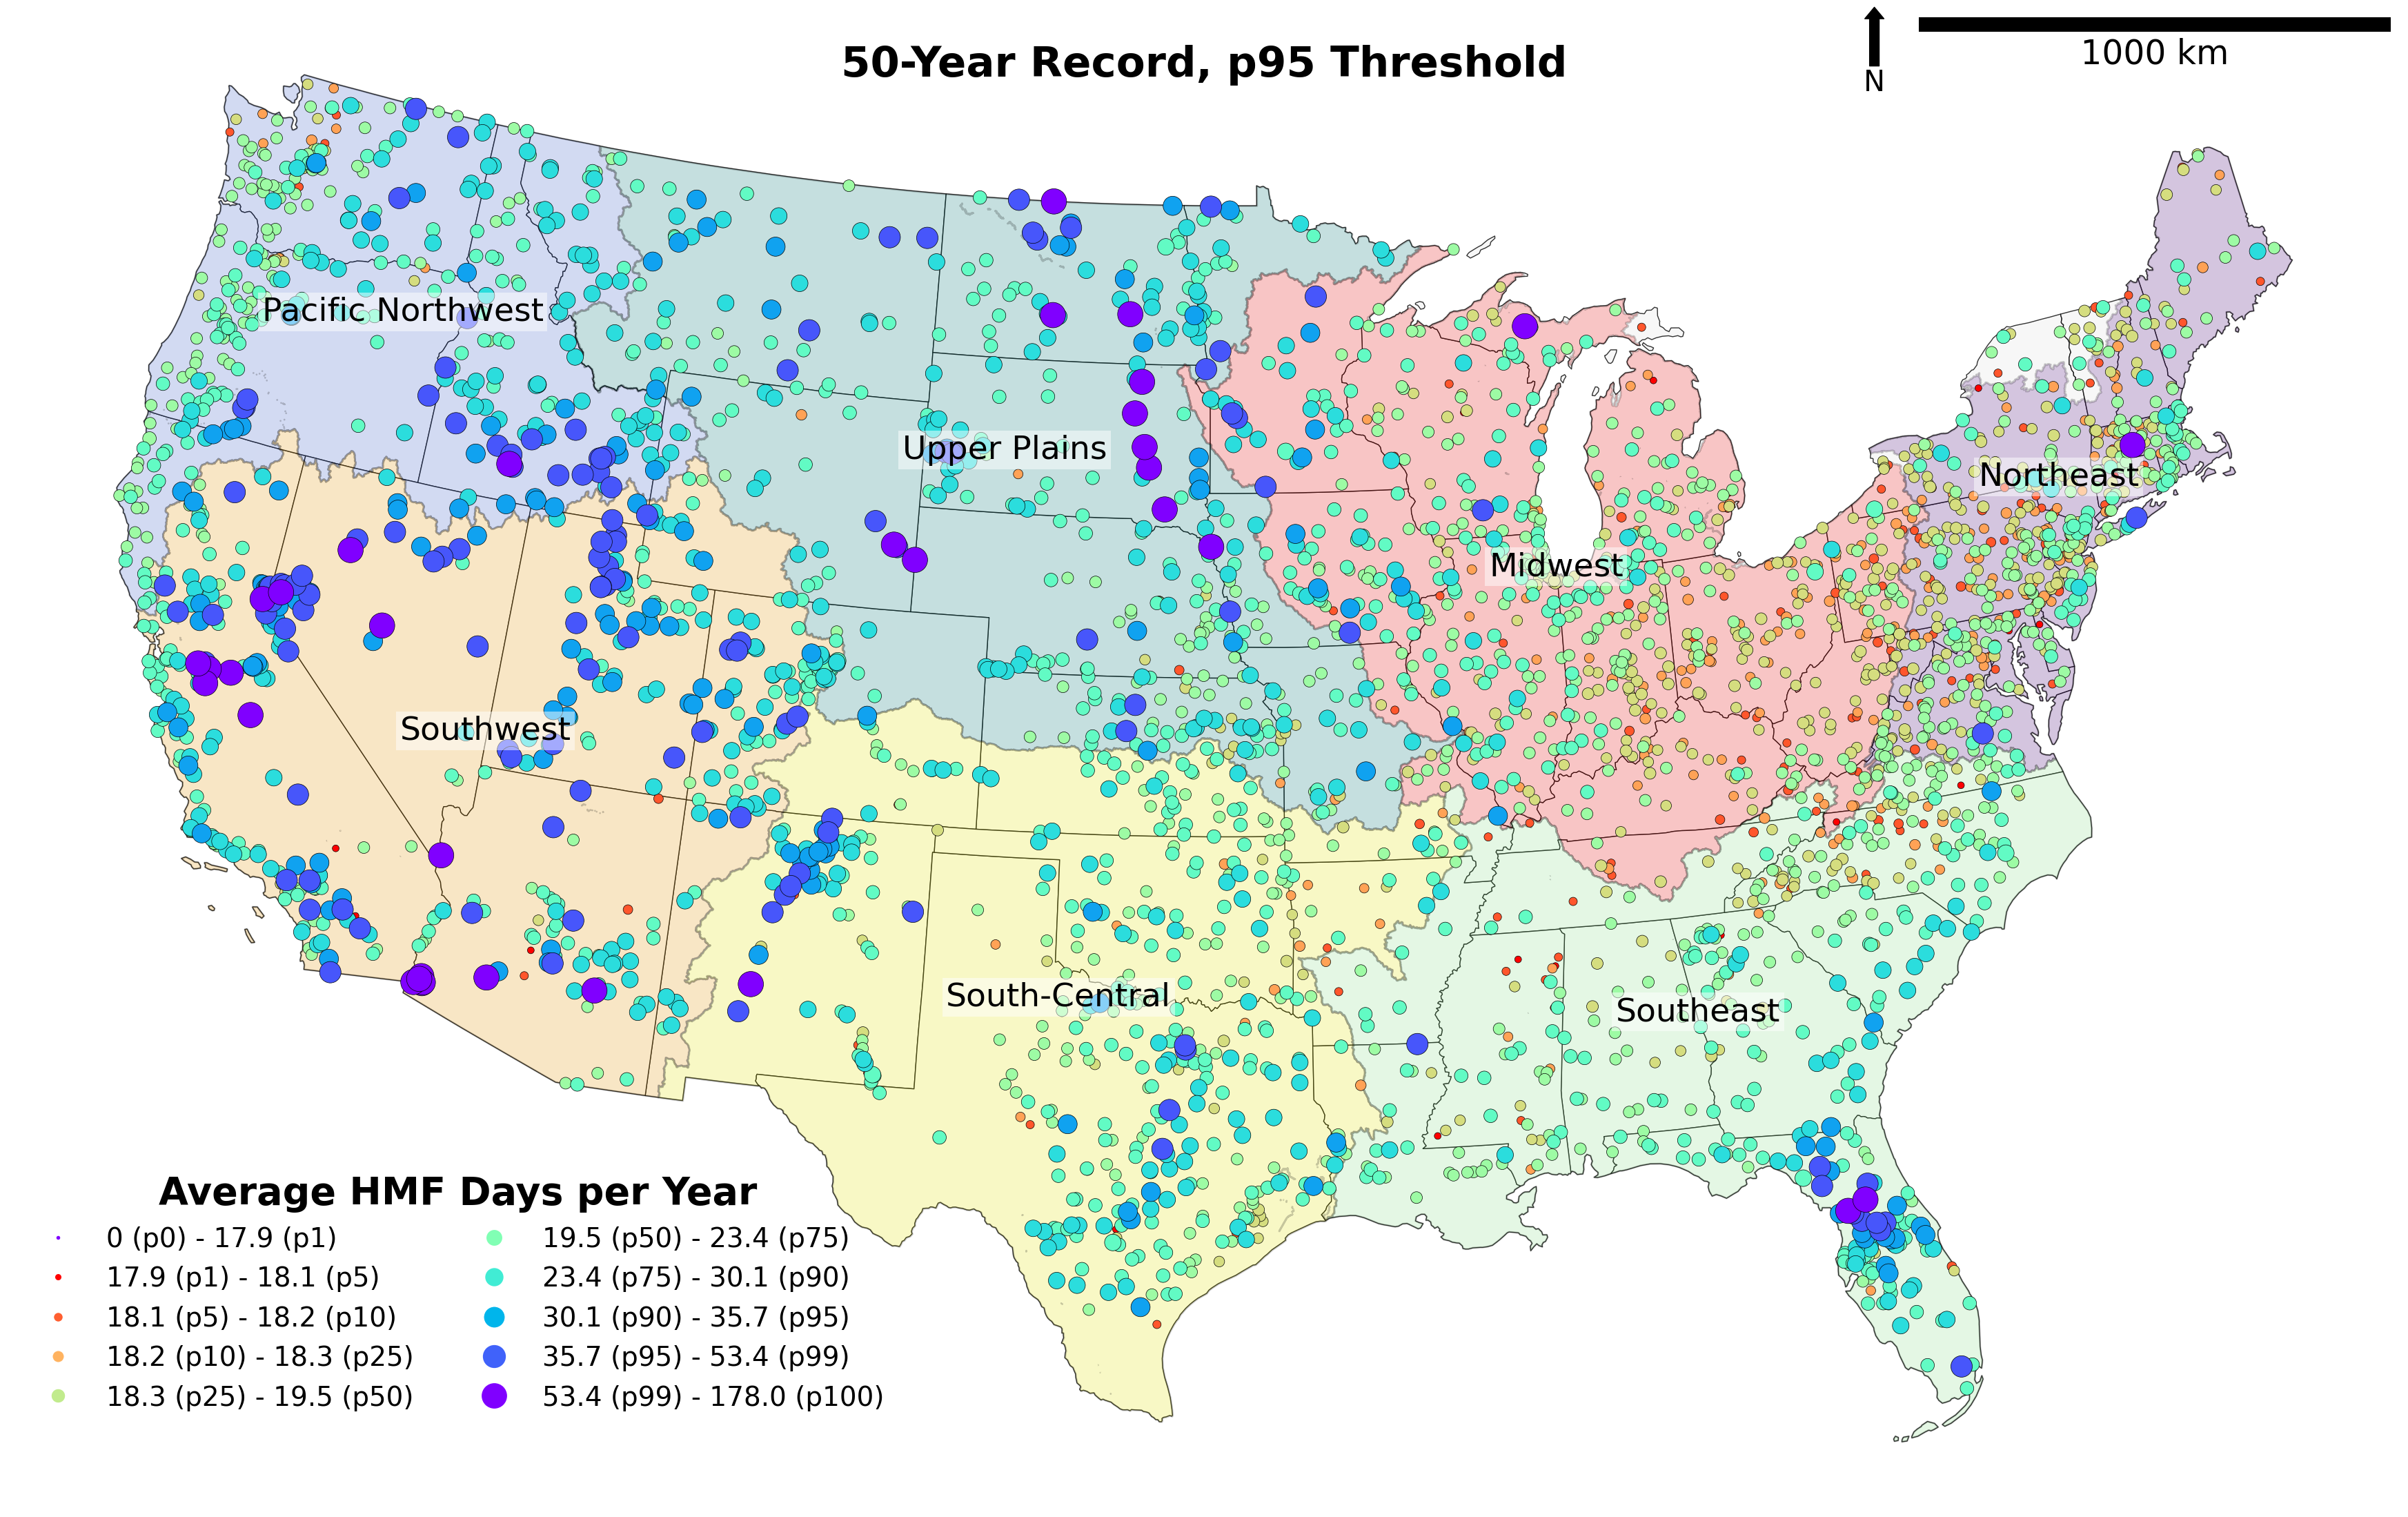 50-Year Record, p95 Threshold
N
1000 km
Pacific Northwest
Upper Plains
Northeast
Midwest
Southwest
South-Central
Southeast
Average HMF Days per Year
0 (p0) - 17.9 (p1)
17.9 (p1) - 18.1 (p5)
18.1 (p5) - 18.2 (p10)
18.2 (p10) - 18.3 (p25)
18.3 (p25) - 19.5 (p50)
19.5 (p50) - 23.4 (p75)
23.4 (p75) - 30.1 (p90)
30.1 (p90) - 35.7 (p95)
35.7 (p95) - 53.4 (p99)
53.4 (p99) - 178.0 (p100)